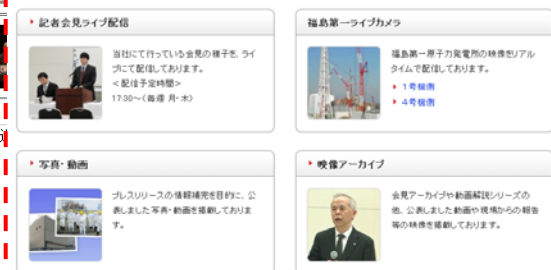 記者会見ライブ配信
当社にて行っている会見の様子を、ライ
ブにて配信しております。
<配信予定時間>
17:30～(毎週 月・木)
福島第一ライブカメラ
福島第一原子力発電所の映像をリアル
タイムで配信しております。
1号機側
4号機側
写真・動画
プレスリリースの情報補完を目的に、公
表しました写真・動画を掲載しておりま
す。
映像アーカイブ
会見アーカイブや動画解説シリーズの
他、公表しました動画や現場からの報告
等の映像を掲載しております。